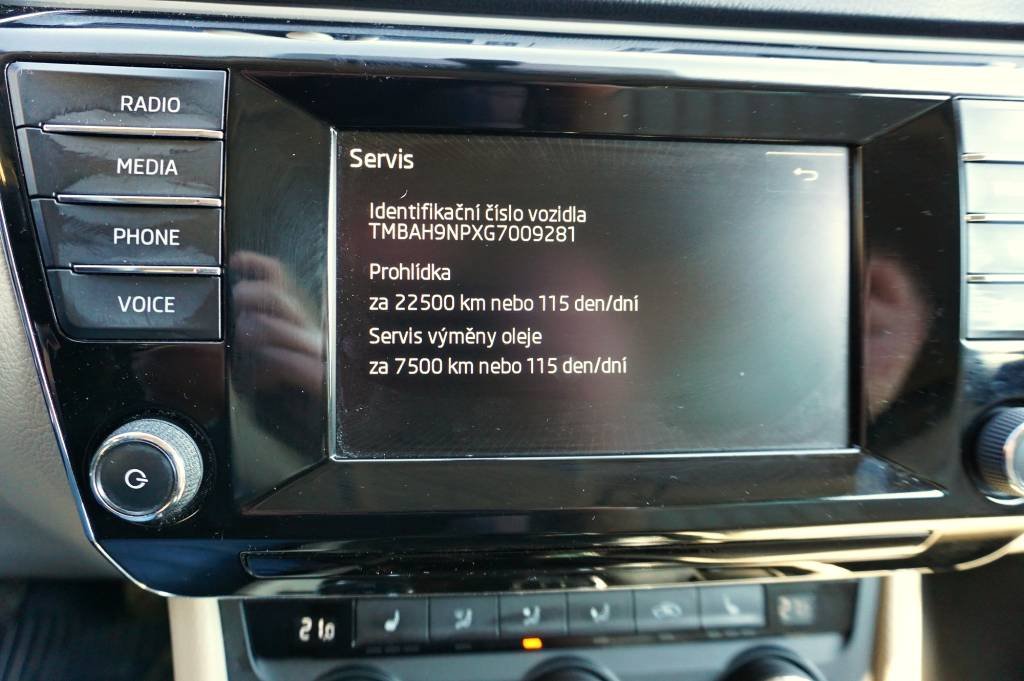 RADIO
MEDIA
PHONE
VOICE
Servis
Identifikační číslo vozidla
TMBAH9NPXG7009281
Prohlídka
za 22500 km nebo 115 den/dní
Servis výměny oleje
za 7500 km nebo 115 den/dní
21.0